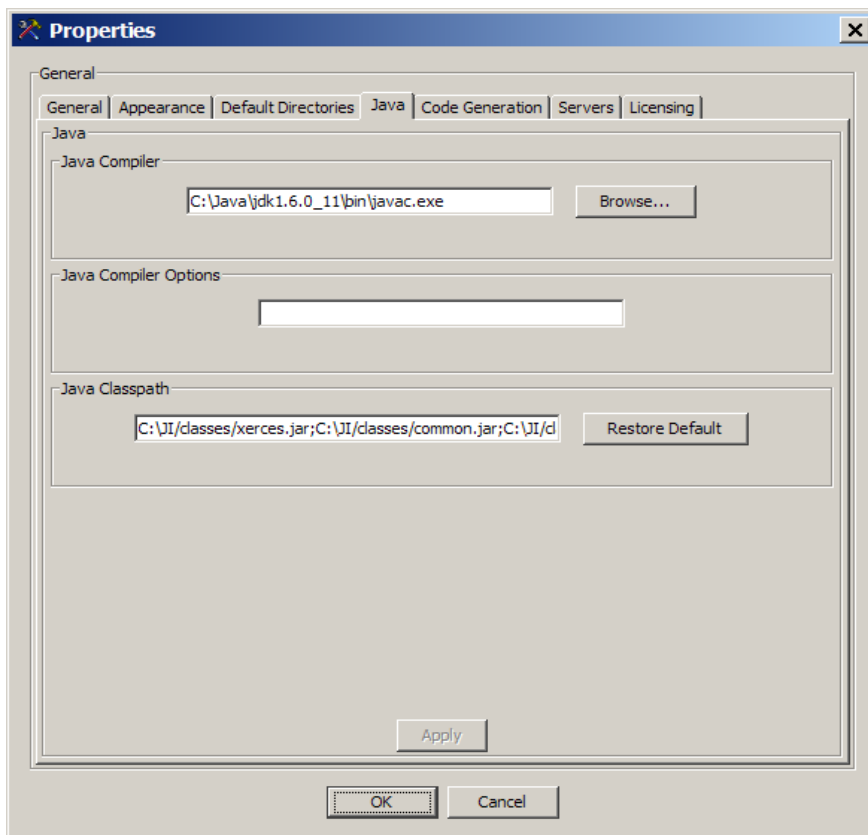 Properties
General
General Appearance Default Directories Java Code Generation Servers Licensing
Java
Java Compiler
C:\Java\jdk1.6.0_11\bin\javac.exe Browse...
Java Compiler Options
Java Classpath
C:\JI/classes/xerces.jar;C:\JI/classes/common.jar;C:\JI/cl Restore Default
Apply
OK Cancel